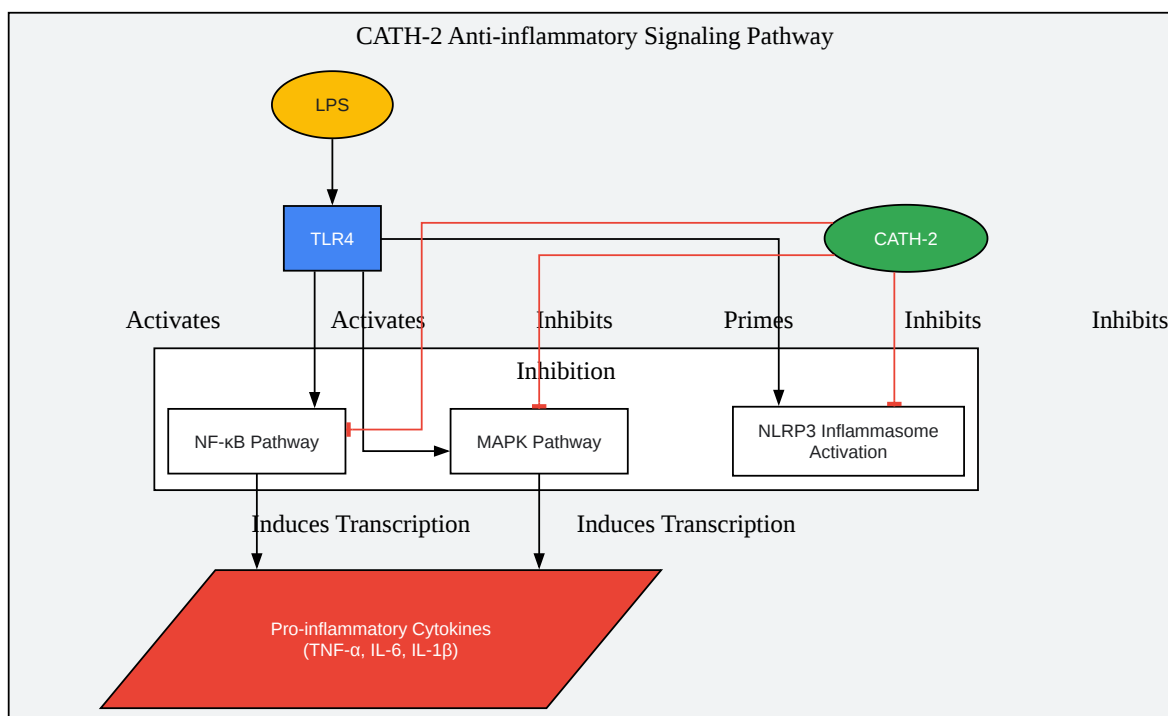 CATH-2 Anti-inflammatory Signaling Pathway
LPS
TLR4
CATH-2
Activates
Activates
Inhibits
Primes
Inhibits
Inhibits
Inhibition
NF-κB Pathway
MAPK Pathway
NLRP3 Inflammasome
Activation
Induces Transcription
Induces Transcription
Pro-inflammatory Cytokines
(TNF-α, IL-6, IL-1β)